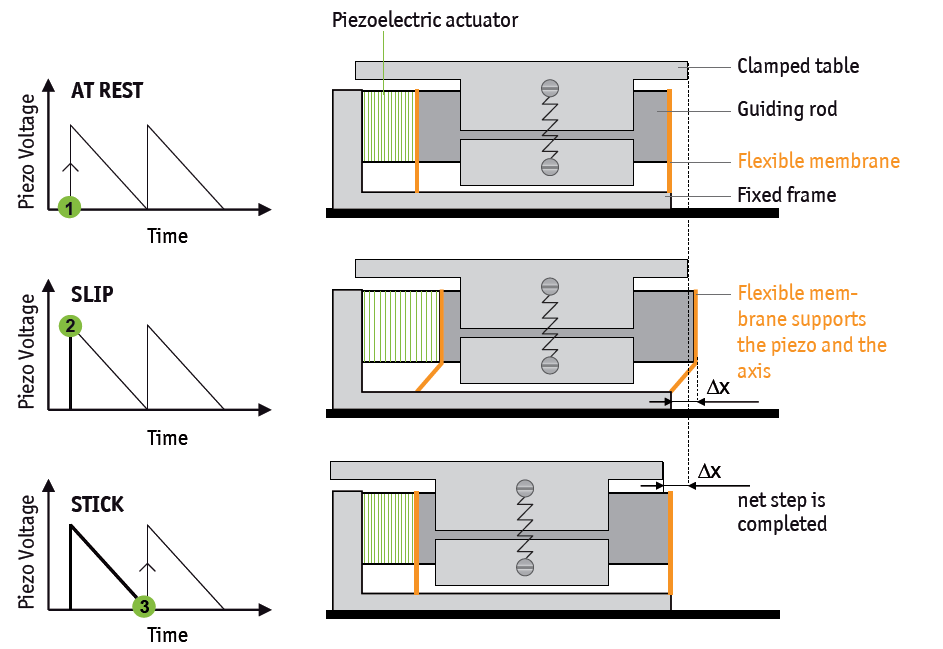 Piezoelectric actuator
AT REST
Piezo Voltage
1
Time
Clamped table
Guiding rod
Flexible membrane
Fixed frame
SLIP
Piezo Voltage
2
Time
Flexible mem-
brane supports
the piezo and the
axis
Δx
STICK
Piezo Voltage
3
Time
Δx
net step is
completed